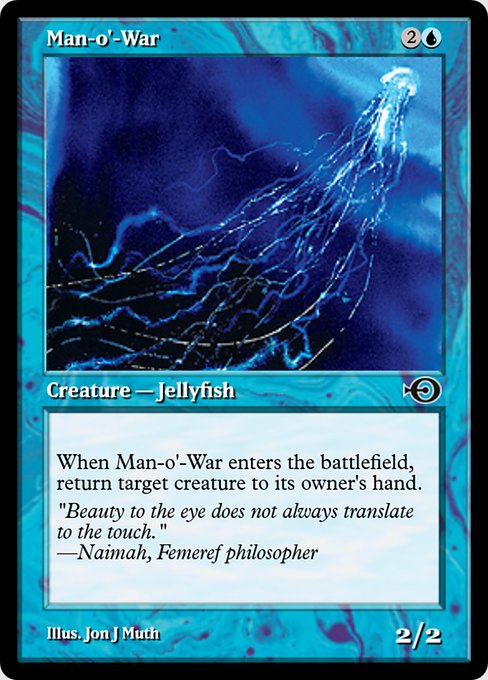 Man-o'-War 2
Creature — Jellyfish
When Man-o'-War enters the battlefield,
return target creature to its owner's hand.
"Beauty to the eye does not always translate
to the touch."
—Naimah, Femeref philosopher
Illus. Jon J Muth 2/2